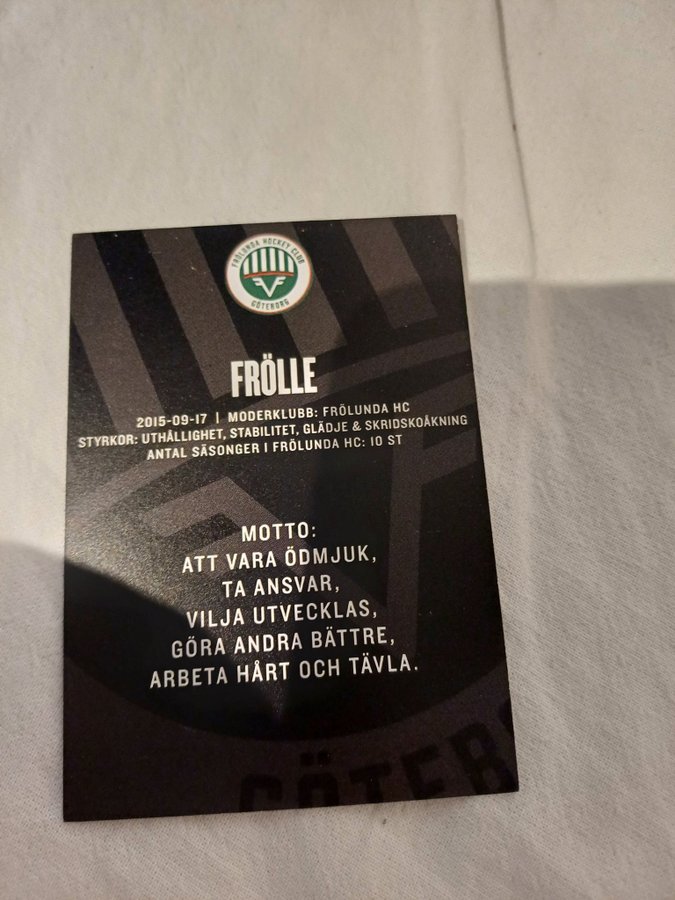 FRÖLUNDA HOCKEY CLUB
GÖTEBORG
FRÖLLE
2015-09-17 | MODERKLUBB: FRÖLUNDA HC
STYRKOR: UTHÅLLIGHET, STABILITET, GLÄDJE & SKRIDSKOÅKNING
ANTAL SÄSONGER I FRÖLUNDA HC: 10 ST
MOTTO:
ATT VARA ÖDMJUK,
TA ANSVAR,
VILJA UTVECKLAS,
GÖRA ANDRA BÄTTRE,
ARBETA HÅRT OCH TÄVLA.
GÖTEB